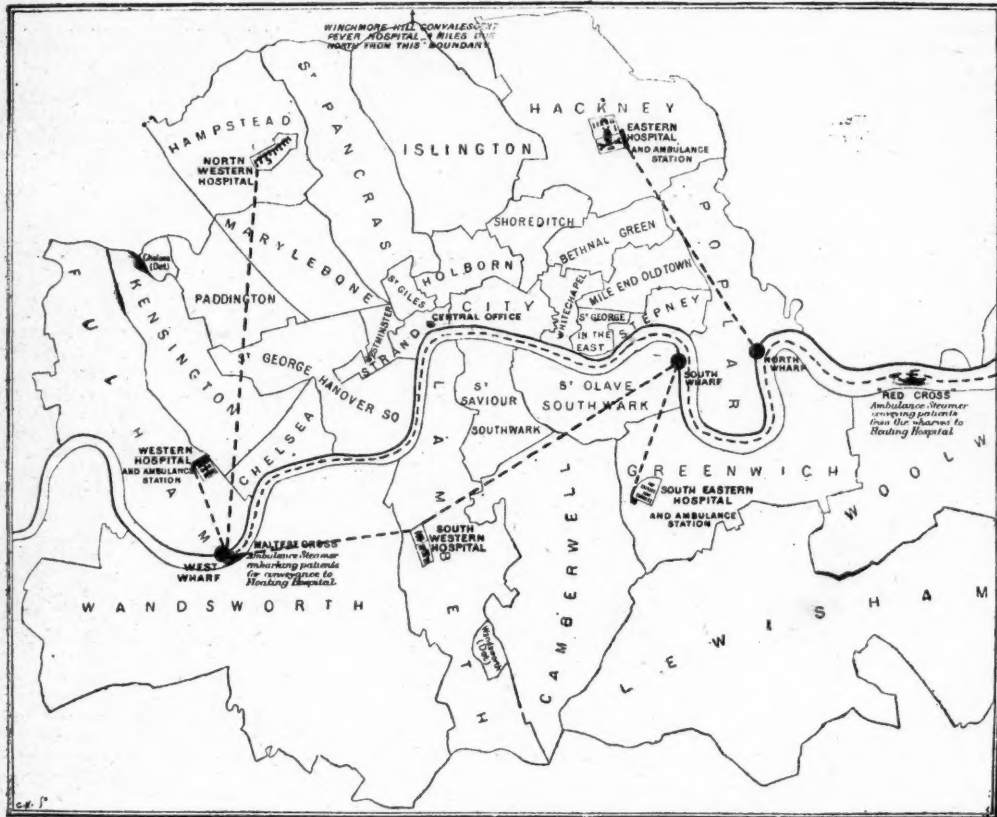 WINCHMORE HILL CONVALESCENT
FEVER HOSPITAL MILES DUE
NORTH FROM THIS BOUNDARY
HACKNEY
EASTERN
HOSPITAL
AND AMBULANCE
STATION
HAMPSTEAD
NORTH
WESTERN
HOSPITAL
ST PANCRAS
ISLINGTON
SHOREDITCH
BETHNAL GREEN
POPLAR
MARYLEBONE
HOLBORN
ST GILES
WHITECHAPEL
MILE END OLD TOWN
FULHAM
Chelsea
(Det)
KENSINGTON
PADDINGTON
CITY
CENTRAL OFFICE
STRAND
WESTMINSTER
ST GEORGE
IN THE
EAST
STEPNEY
ST GEORGE HANOVER SQ
CHELSEA
ST
SAVIOUR
SOUTHWARK
ST OLAVE
SOUTHWARK
SOUTH
WHARF
NORTH
WHARF
RED CROSS
Ambulance Steamer
conveying patients
from the wharves to
Floating Hospital
WESTERN
HOSPITAL
AND AMBULANCE
STATION
LAMBETH
CAMBERWELL
GREENWICH
SOUTH EASTERN
HOSPITAL
AND AMBULANCE
STATION
WOOLW
SOUTH
WESTERN
HOSPITAL
WEST
WHARF
MALTESE CROSS
Ambulance Steamer
embarking patients
for conveyance to
Floating Hospital
WANDSWORTH
LEWISHAM